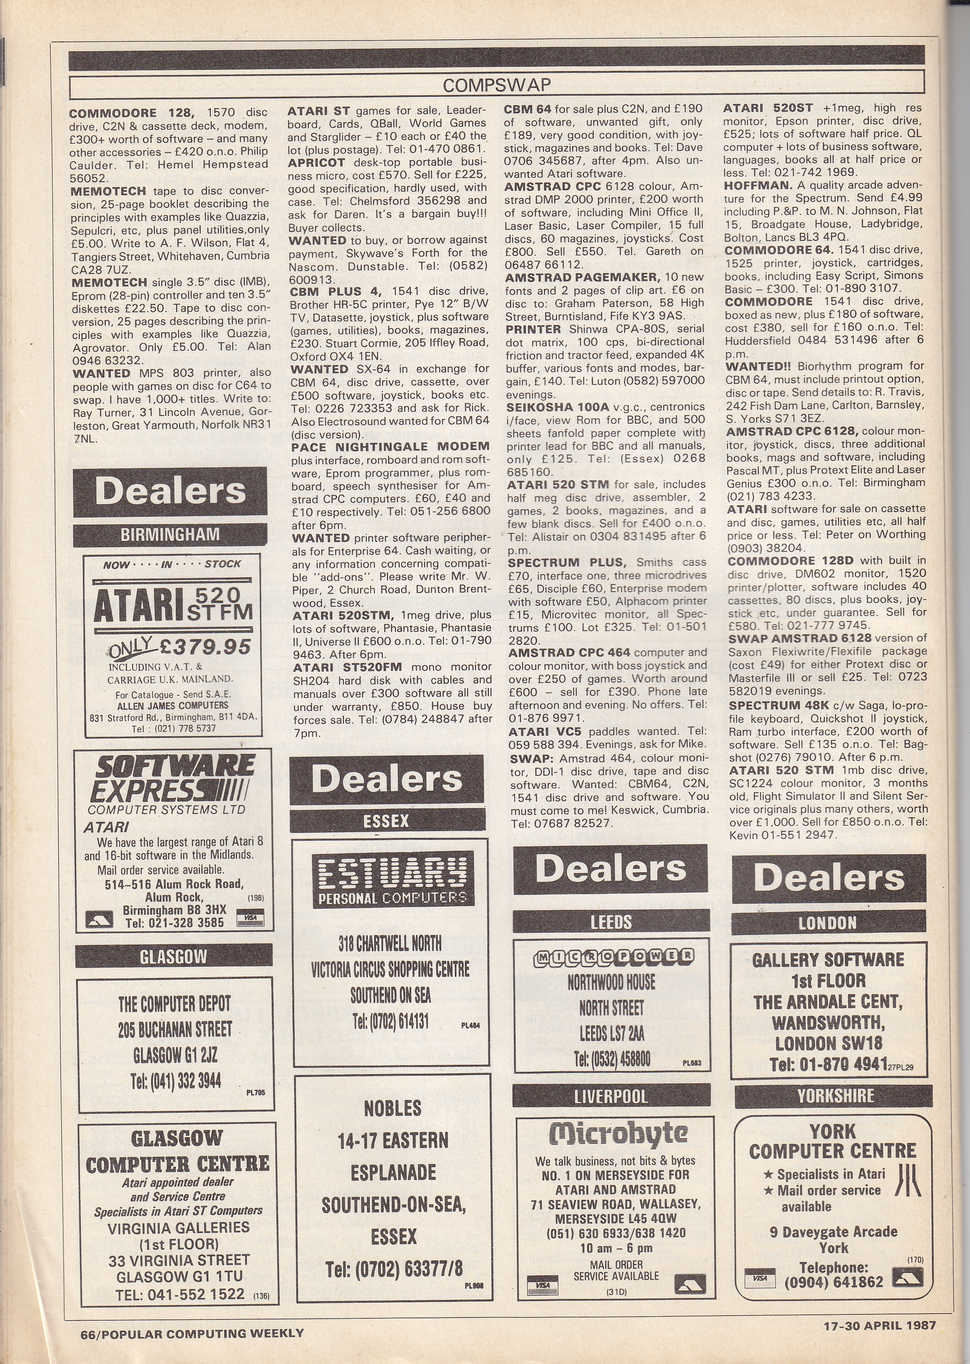 COMPSWAP
COMMODORE 128, 1570 disc
drive, C2N & cassette deck, modem,
£300+ worth of software – and many
other accessories – £420 o.n.o. Philip
Caulder. Tel: Hemel Hempstead
56052.
MEMOTECH tape to disc conver-
sion, 25-page booklet describing the
principles with examples like Quazzia,
Sepulcri, etc, plus panel utilities,only
£5.00. Write to A. F. Wilson, Flat 4,
Tangiers Street, Whitehaven, Cumbria
CA28 7UZ.
MEMOTECH single 3.5" disc (IMB),
Eprom (28-pin) controller and ten 3.5"
diskettes £22.50. Tape to disc con-
version, 25 pages describing the prin-
ciples with examples like Quazzia,
Agrovator. Only £5.00. Tel: Alan
0946 63232.
WANTED MPS 803 printer, also
people with games on disc for C64 to
swap. I have 1,000+ titles. Write to:
Ray Turner, 31 Lincoln Avenue, Gor-
leston, Great Yarmouth, Norfolk NR31
7NL.
Dealers
BIRMINGHAM
NOW · · · · IN · · · · STOCK
ATARI 520
STFM
ONLY £379.95
INCLUDING V.A.T. &
CARRIAGE U.K. MAINLAND.
For Catalogue - Send S.A.E.
ALLEN JAMES COMPUTERS
831 Stratford Rd., Birmingham, B11 4DA.
Tel : (021) 778 5737
SOFTWARE
EXPRESS
COMPUTER SYSTEMS LTD
ATARI
We have the largest range of Atari 8
and 16-bit software in the Midlands.
Mail order service available.
514–516 Alum Rock Road,
Alum Rock, (198)
Birmingham B8 3HX
Tel: 021-328 3585 VISA
GLASGOW
THE COMPUTER DEPOT
205 BUCHANAN STREET
GLASGOW G1 2JZ
Tel: (041) 332 3944
PL705
GLASGOW
COMPUTER CENTRE
Atari appointed dealer
and Service Centre
Specialists in Atari ST Computers
VIRGINIA GALLERIES
(1st FLOOR)
33 VIRGINIA STREET
GLASGOW G1 1TU
TEL: 041-552 1522 (136)
ATARI ST games for sale, Leader-
board, Cards, QBall, World Games
and Starglider – £10 each or £40 the
lot (plus postage). Tel: 01-470 0861.
APRICOT desk-top portable busi-
ness micro, cost £570. Sell for £225,
good specification, hardly used, with
case. Tel: Chelmsford 356298 and
ask for Daren. It's a bargain buy!!!
Buyer collects.
WANTED to buy, or borrow against
payment, Skywave's Forth for the
Nascom. Dunstable. Tel: (0582)
600913.
CBM PLUS 4, 1541 disc drive,
Brother HR-5C printer, Pye 12" B/W
TV, Datasette, joystick, plus software
(games, utilities), books, magazines,
£230. Stuart Cormie, 205 Iffley Road,
Oxford OX4 1EN.
WANTED SX-64 in exchange for
CBM 64, disc drive, cassette, over
£500 software, joystick, books etc.
Tel: 0226 723353 and ask for Rick.
Also Electrosound wanted for CBM 64
(disc version).
PACE NIGHTINGALE MODEM
plus interface, romboard and rom soft-
ware, Eprom programmer, plus rom-
board, speech synthesiser for Am-
strad CPC computers. £60, £40 and
£10 respectively. Tel: 051-256 6800
after 6pm.
WANTED printer software peripher-
als for Enterprise 64. Cash waiting, or
any information concerning compati-
ble "add-ons". Please write Mr. W.
Piper, 2 Church Road, Dunton Brent-
wood, Essex.
ATARI 520STM, 1meg drive, plus
lots of software, Phantasie, Phantasie
II, Universe II £600 o.n.o. Tel: 01-790
9463. After 6pm.
ATARI ST520FM mono monitor
SH204 hard disk with cables and
manuals over £300 software all still
under warranty, £850. House buy
forces sale. Tel: (0784) 248847 after
7pm.
Dealers
ESSEX
ESTUARY
PERSONAL COMPUTERS
318 CHARTWELL NORTH
VICTORIA CIRCUS SHOPPING CENTRE
SOUTHEND ON SEA
Tel: (0702) 614131 PL484
NOBLES
14-17 EASTERN
ESPLANADE
SOUTHEND-ON-SEA,
ESSEX
Tel: (0702) 63377/8
CBM 64 for sale plus C2N, and £190
of software, unwanted gift, only
£189, very good condition, with joy-
stick, magazines and books. Tel: Dave
0706 345687, after 4pm. Also un-
wanted Atari software.
AMSTRAD CPC 6128 colour, Am-
strad DMP 2000 printer, £200 worth
of software, including Mini Office II,
Laser Basic, Laser Compiler, 15 full
discs, 60 magazines, joysticks. Cost
£800. Sell £550. Tel. Gareth on
06487 66112.
AMSTRAD PAGEMAKER, 10 new
fonts and 2 pages of clip art. £6 on
disc to: Graham Paterson, 58 High
Street, Burntisland, Fife KY3 9AS.
PRINTER Shinwa CPA-80S, serial
dot matrix, 100 cps, bi-directional
friction and tractor feed, expanded 4K
buffer, various fonts and modes, bar-
gain, £140. Tel: Luton (0582) 597000
evenings.
SEIKOSHA 100A v.g.c., centronics
i/face, view Rom for BBC, and 500
sheets fanfold paper complete with
printer lead for BBC and all manuals,
only £125. Tel: (Essex) 0268
685160.
ATARI 520 STM for sale, includes
half meg disc drive, assembler, 2
games, 2 books, magazines, and a
few blank discs. Sell for £400 o.n.o.
Tel: Alistair on 0304 831495 after 6
p.m.
SPECTRUM PLUS, Smiths cass
£70, interface one, three microdrives
£65, Disciple £60, Enterprise modem
with software £50, Alphacom printer
£15, Microvitec monitor, all Spec-
trums £100. Lot £325. Tel: 01-501
2820.
AMSTRAD CPC 464 computer and
colour monitor, with boss joystick and
over £250 of games. Worth around
£600 – sell for £390. Phone late
afternoon and evening. No offers. Tel:
01-876 9971.
ATARI VC5 paddles wanted. Tel:
059 588 394. Evenings, ask for Mike.
SWAP: Amstrad 464, colour moni-
tor, DDI-1 disc drive, tape and disc
software. Wanted: CBM64, C2N,
1541 disc drive and software. You
must come to me! Keswick, Cumbria.
Tel: 07687 82527.
Dealers
LEEDS
MICROPOWER
NORTHWOOD HOUSE
NORTH STREET
LEEDS LS7 2AA
Tel: (0532) 458800
LIVERPOOL
Microbyte
We talk business, not bits & bytes
NO. 1 ON MERSEYSIDE FOR
ATARI AND AMSTRAD
71 SEAVIEW ROAD, WALLASEY,
MERSEYSIDE L45 4QW
(051) 630 6933/638 1420
10 am – 6 pm
MAIL ORDER
SERVICE AVAILABLE
VISA (31D)
ATARI 520ST +1meg, high res
monitor, Epson printer, disc drive,
£525; lots of software half price. QL
computer + lots of business software,
languages, books all at half price or
less. Tel: 021-742 1969.
HOFFMAN. A quality arcade adven-
ture for the Spectrum. Send £4.99
including P.&P. to M. N. Johnson, Flat
15, Broadgate House, Ladybridge,
Bolton, Lancs BL3 4PQ.
COMMODORE 64. 1541 disc drive,
1525 printer, joystick, cartridges,
books, including Easy Script, Simons
Basic – £300. Tel: 01-890 3107.
COMMODORE 1541 disc drive,
boxed as new, plus £180 of software,
cost £380, sell for £160 o.n.o. Tel:
Huddersfield 0484 531496 after 6
p.m.
WANTED!! Biorhythm program for
CBM 64, must include printout option,
disc or tape. Send details to: R. Travis,
242 Fish Dam Lane, Carlton, Barnsley,
S. Yorks S71 3EZ.
AMSTRAD CPC 6128, colour mon-
itor, joystick, discs, three additional
books, mags and software, including
Pascal MT, plus Protext Elite and Laser
Genius £300 o.n.o. Tel: Birmingham
(021) 783 4233.
ATARI software for sale on cassette
and disc, games, utilities etc, all half
price or less. Tel: Peter on Worthing
(0903) 38204.
COMMODORE 128D with built in
disc drive, DM602 monitor, 1520
printer/plotter, software includes 40
cassettes, 80 discs, plus books, joy-
stick etc, under guarantee. Sell for
£580. Tel: 021-777 9745.
SWAP AMSTRAD 6128 version of
Saxon Flexiwrite/Flexifile package
(cost £49) for either Protext disc or
Masterfile III or sell £25. Tel: 0723
582019 evenings.
SPECTRUM 48K c/w Saga, lo-pro-
file keyboard, Quickshot II joystick,
Ram turbo interface, £200 worth of
software. Sell £135 o.n.o. Tel: Bag-
shot (0276) 79010. After 6 p.m.
ATARI 520 STM 1mb disc drive,
SC1224 colour monitor, 3 months
old, Flight Simulator II and Silent Ser-
vice originals plus many others, worth
over £1,000. Sell for £850 o.n.o. Tel:
Kevin 01-551 2947.
Dealers
LONDON
GALLERY SOFTWARE
1st FLOOR
THE ARNDALE CENT,
WANDSWORTH,
LONDON SW18
Tel: 01-870 4941 27PL29
YORKSHIRE
YORK
COMPUTER CENTRE
★ Specialists in Atari
★ Mail order service
available
9 Daveygate Arcade
York
Telephone: (170)
VISA (0904) 641862
66/POPULAR COMPUTING WEEKLY
17-30 APRIL 1987